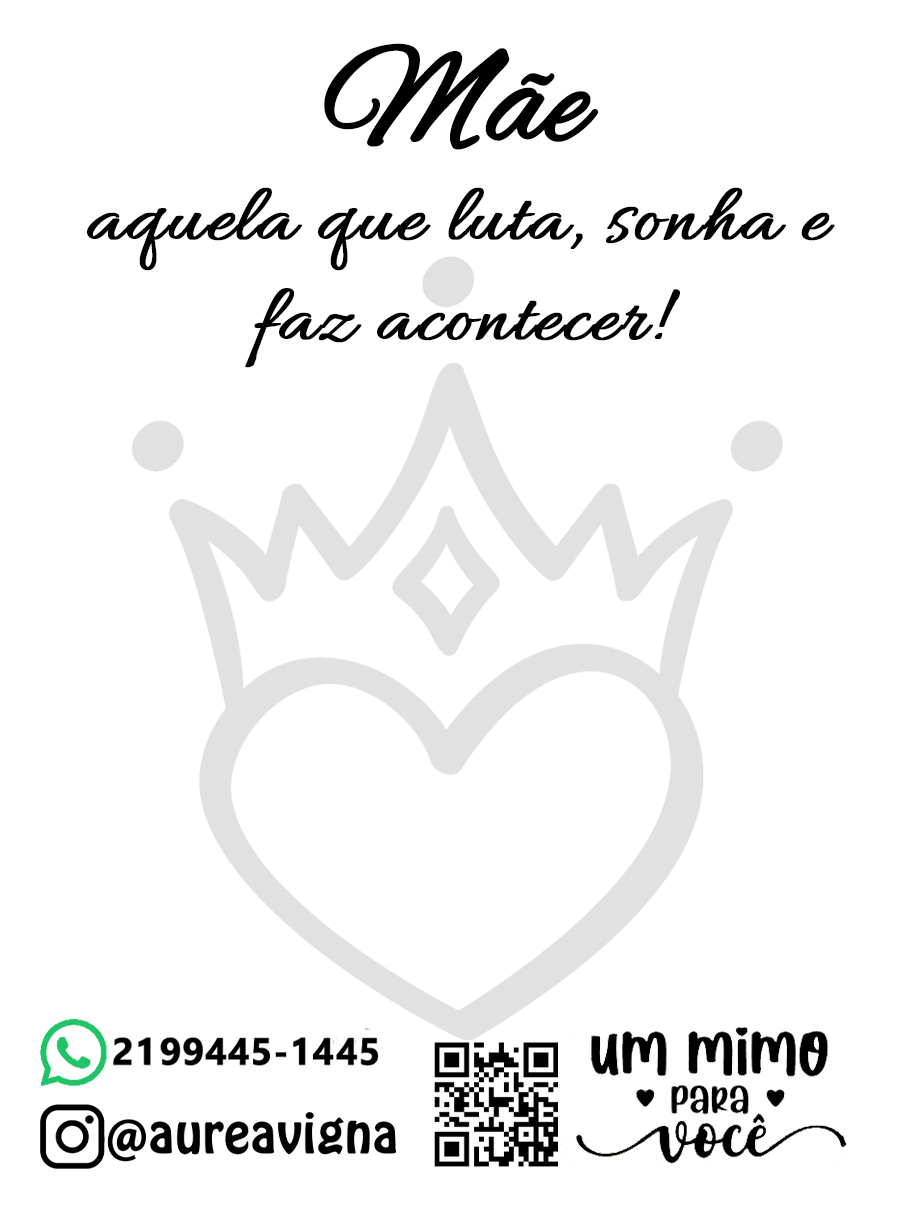 Mãe
aquela que luta, sonha e
faz acontecer!
2199445-1445
@aureavigna
um mimo
para
você